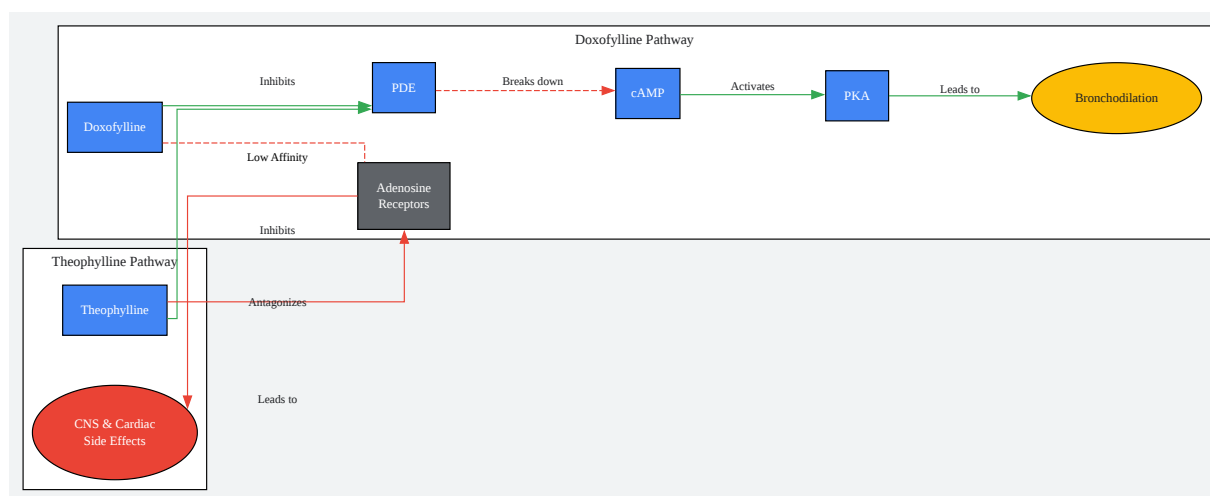 Doxofylline Pathway
Inhibits
PDE
Breaks down
cAMP
Activates
PKA
Leads to
Bronchodilation
Doxofylline
Low Affinity
Adenosine
Receptors
Inhibits
Theophylline Pathway
Theophylline
Antagonizes
Leads to
CNS & Cardiac
Side Effects